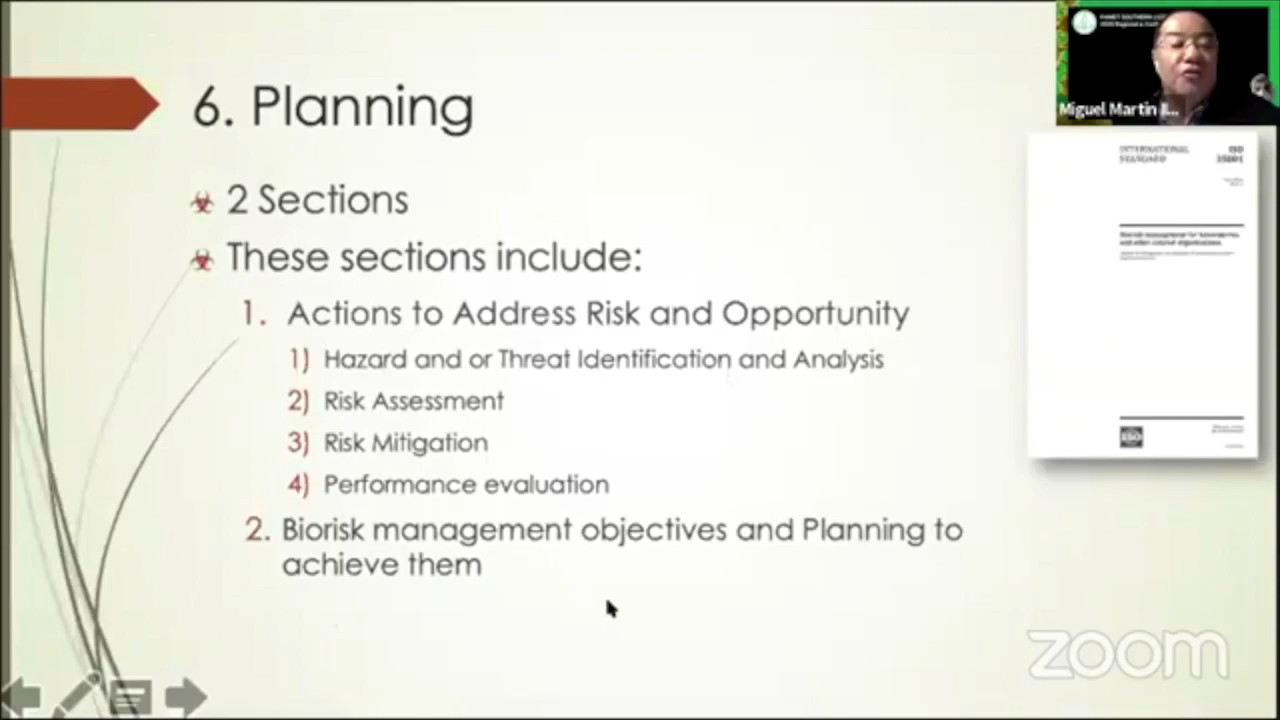 6. Planning
2 Sections
These sections include:
1. Actions to Address Risk and Opportunity
1) Hazard and or Threat Identification and Analysis
2) Risk Assessment
3) Risk Mitigation
4) Performance evaluation
2. Biorisk management objectives and Planning to
achieve them
Miguel Martin
INTERNATIONAL
STANDARD
ISO
35001
ISO
zoom